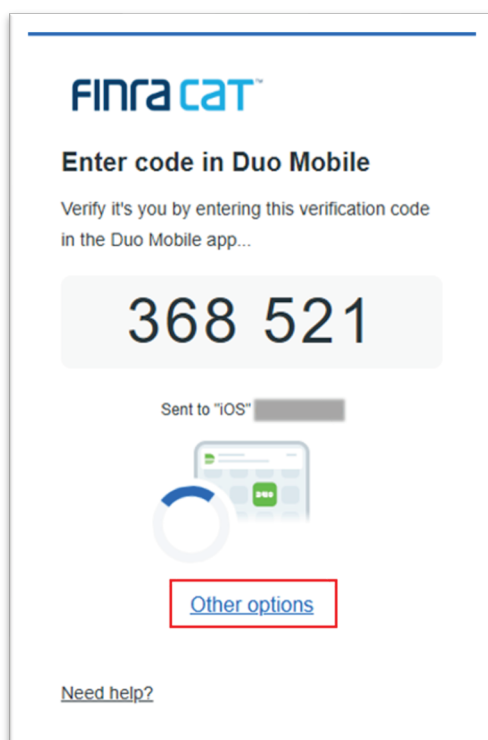 FINRA CAT™
Enter code in Duo Mobile
Verify it's you by entering this verification code
in the Duo Mobile app...
368 521
Sent to "iOS"
DUO
Other options
Need help?